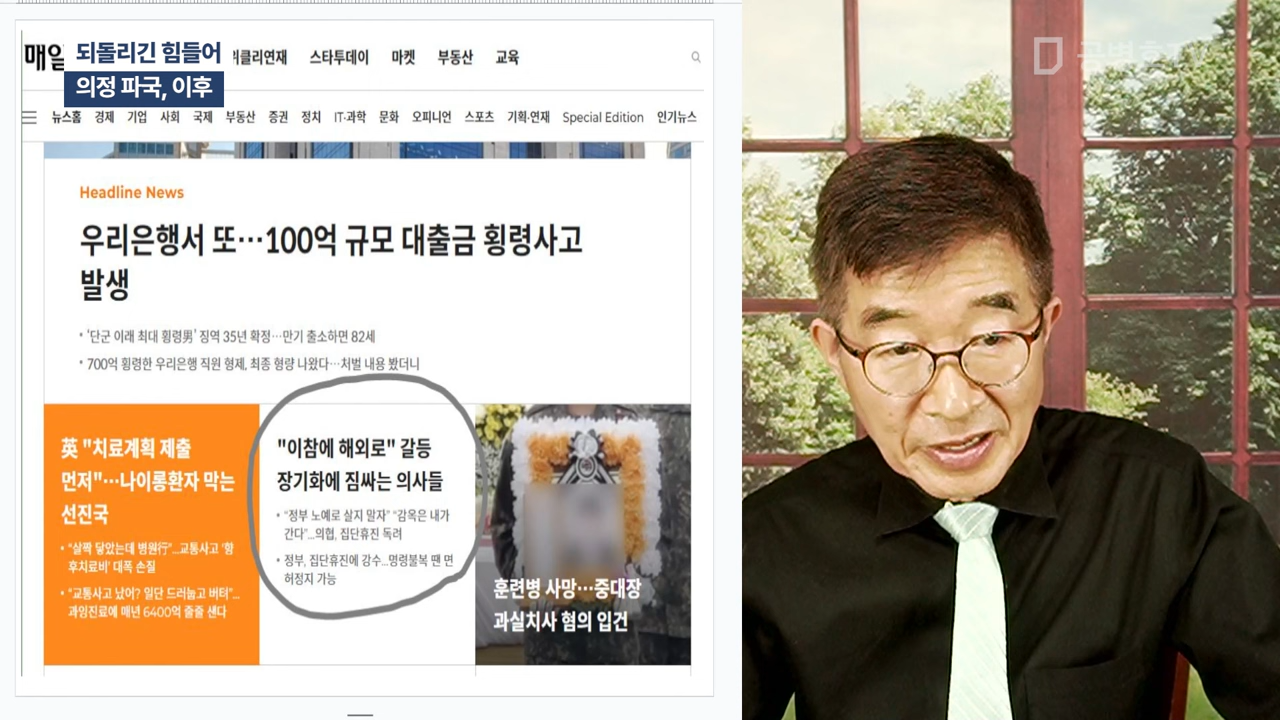 매일
되돌리긴 힘들어
의정 파국, 이후
위클리연재 스타투데이 마켓 부동산 교육
뉴스홈 경제 기업 사회 국제 부동산 증권 정치 IT·과학 문화 오피니언 스포츠 기획·연재 Special Edition 인기뉴스
Headline News
우리은행서 또…100억 규모 대출금 횡령사고
발생
'단군 이래 최대 횡령男' 징역 35년 확정…만기 출소하면 82세
700억 횡령한 우리은행 직원 형제, 최종 형량 나왔다…처벌 내용 봤더니
英 "치료계획 제출
먼저"…나이롱환자 막는
선진국
"살짝 닿았는데 병원行"...교통사고 '향
후치료비' 대폭 손질
"교통사고 났어? 일단 드러눕고 버텨"...
과잉진료에 매년 6400억 줄줄 샌다
"이참에 해외로" 갈등
장기화에 짐싸는 의사들
"정부 노예로 살지 말자" "감옥은 내가
간다"...의협, 집단휴진 독려
정부, 집단휴진에 강수...명령불복 땐 면
허정지 가능
훈련병 사망…중대장
과실치사 혐의 입건